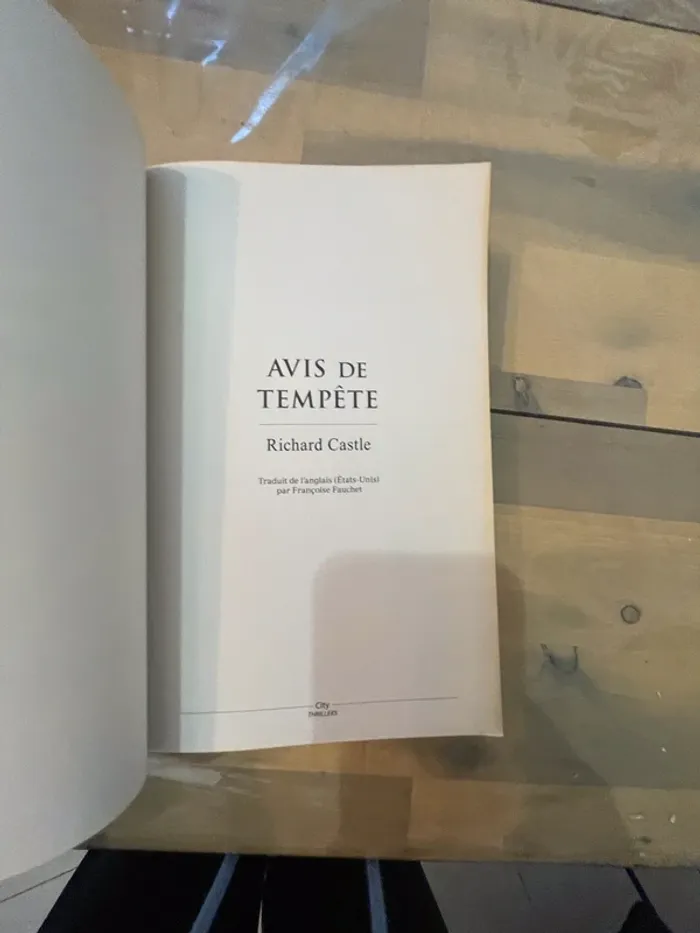 AVIS DE
TEMPÊTE
Richard Castle
Traduit de l'anglais (États-Unis)
par Françoise Fauchet
City
THRILLERS